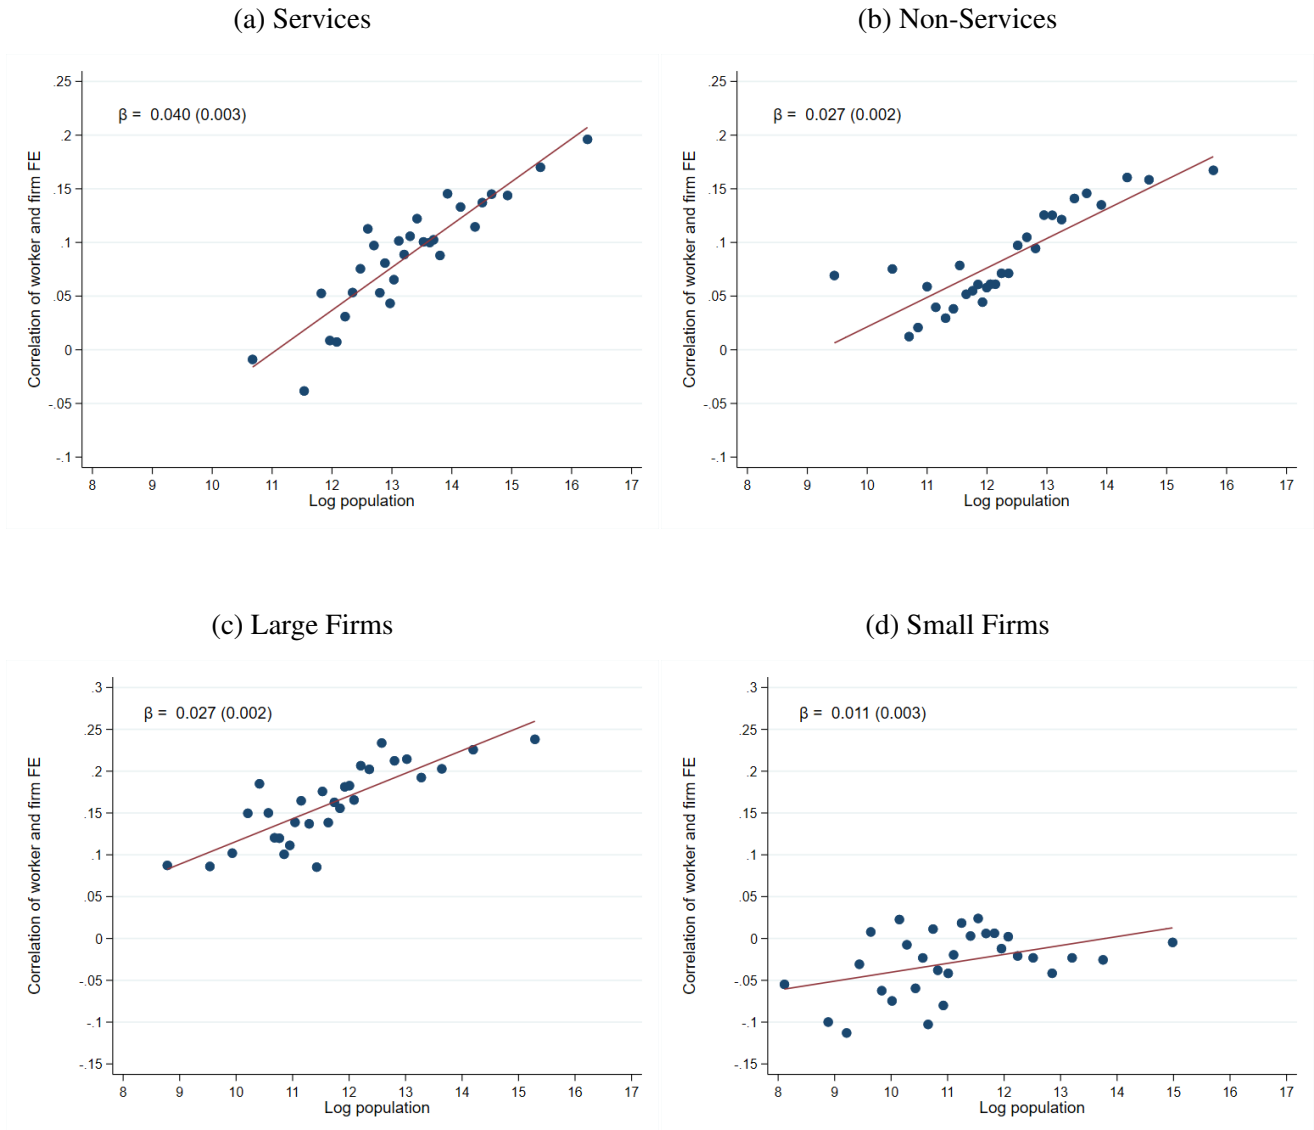 (a) Services
(b) Non-Services
β = 0.040 (0.003)
.25
.2
.15
.1
.05
0
-.05
-.1
Correlation of worker and firm FE
8 9 10 11 12 13 14 15 16 17
Log population
β = 0.027 (0.002)
.25
.2
.15
.1
.05
0
-.05
-.1
Correlation of worker and firm FE
8 9 10 11 12 13 14 15 16 17
Log population
(c) Large Firms
(d) Small Firms
β = 0.027 (0.002)
.3
.25
.2
.15
.1
.05
0
-.05
-.1
-.15
Correlation of worker and firm FE
8 9 10 11 12 13 14 15 16 17
Log population
β = 0.011 (0.003)
.3
.25
.2
.15
.1
.05
0
-.05
-.1
-.15
Correlation of worker and firm FE
8 9 10 11 12 13 14 15 16 17
Log population